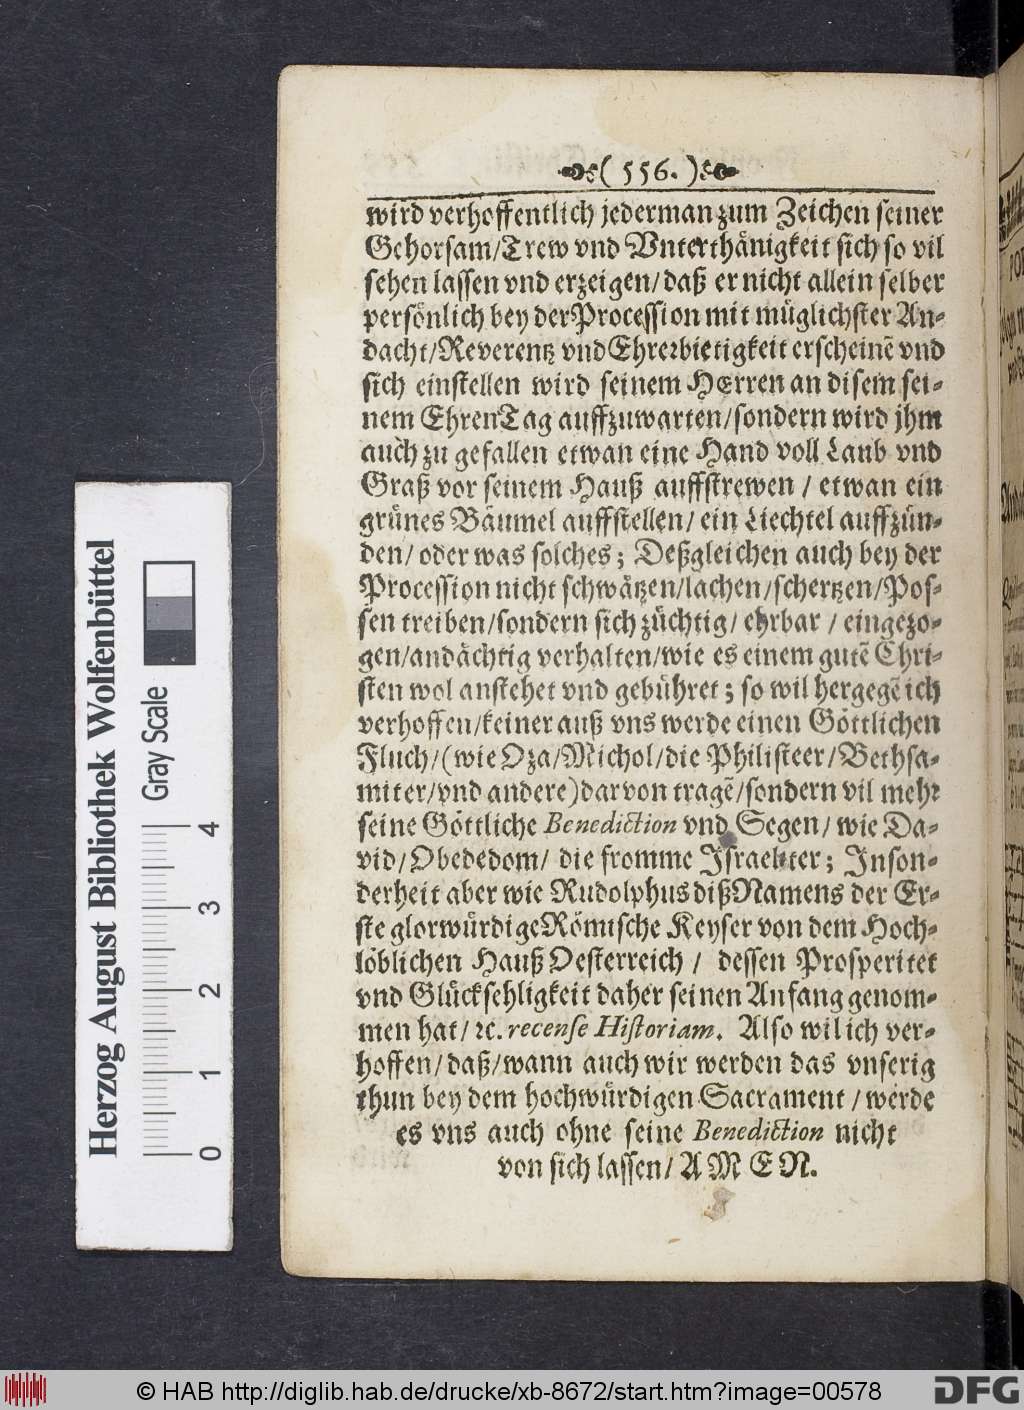 ( 556. )
wird verhoffentlich jederman zum Zeichen seiner
Gehorsam/Trew vnd Vnterthänigkeit sich so vil
sehen lassen vnd erzeigen/daß er nicht allein selber
persönlich bey der Procession mit müglichster An-
dacht/Reverentz vnd Ehrerbietigkeit erscheinē vnd
sich einstellen wird seinem HErren an disem sei-
nem EhrenTag auffzuwarten/sondern wird jhm
auch zu gefallen etwan eine Hand voll Laub vnd
Graß vor seinem Hauß auffstrewen / etwan ein
grünes Bäumel auffstellen/ ein Liechtel auffzün-
den/ oder was solches; Deßgleichen auch bey der
Procession nicht schwätzen/lachen/schertzen/Pos-
sen treiben/sondern sich züchtig/ ehrbar / eingezo-
gen/andächtig verhalten/wie es einem gutē Chri-
sten wol anstehet vnd gebühret; so wil hergegē ich
verhoffen/keiner auß vns werde einen Göttlichen
Fluch/(wie Oza/Michol/die Philisteer/Bethsa-
miter/vnd andere)darvon tragē/sondern vil mehr
seine Göttliche Benediction vnd Segen/ wie Da-
vid/Obededom/ die fromme Israeliter; Inson-
derheit aber wie Rudolphus diß Namens der Er-
ste glorwürdige Römische Keyser von dem Hoch-
löblichen Hauß Oesterreich / dessen Prosperitet
vnd Glückseligkeit daher seinen Anfang genom-
men hat/ ꝛc. recense Historiam. Also wil ich ver-
hoffen/daß/wann auch wir werden das vnserig
thun bey dem hochwürdigen Sacrament / werde
es vns auch ohne seine Benediction nicht
von sich lassen/ AMEN.
Herzog August Bibliothek Wolfenbüttel
Gray Scale
0 1 2 3 4
© HAB http://diglib.hab.de/drucke/xb-8672/start.htm?image=00578
DFG